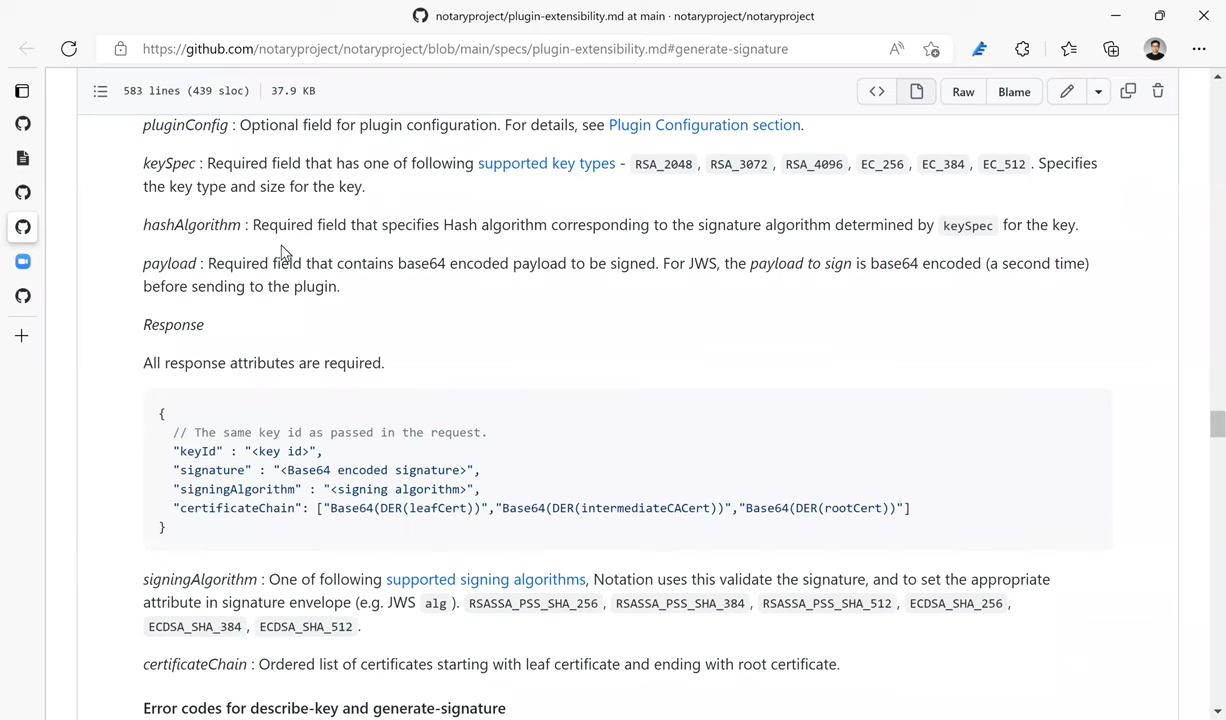 notaryproject/plugin-extensibility.md at main · notaryproject/notaryproject
https://github.com/notaryproject/notaryproject/blob/main/specs/plugin-extensibility.md#generate-signature
583 lines (439 sloc) 37.9 KB
Raw Blame
pluginConfig : Optional field for plugin configuration. For details, see Plugin Configuration section.
keySpec : Required field that has one of following supported key types - RSA_2048 , RSA_3072 , RSA_4096 , EC_256 , EC_384 , EC_512 . Specifies
the key type and size for the key.
hashAlgorithm : Required field that specifies Hash algorithm corresponding to the signature algorithm determined by keySpec for the key.
payload : Required field that contains base64 encoded payload to be signed. For JWS, the payload to sign is base64 encoded (a second time)
before sending to the plugin.
Response
All response attributes are required.
{
// The same key id as passed in the request.
"keyId" : "<key id>",
"signature" : "<Base64 encoded signature>",
"signingAlgorithm" : "<signing algorithm>",
"certificateChain": ["Base64(DER(leafCert))","Base64(DER(intermediateCACert))","Base64(DER(rootCert))"]
}
signingAlgorithm : One of following supported signing algorithms, Notation uses this validate the signature, and to set the appropriate
attribute in signature envelope (e.g. JWS alg ). RSASSA_PSS_SHA_256 , RSASSA_PSS_SHA_384 , RSASSA_PSS_SHA_512 , ECDSA_SHA_256 ,
ECDSA_SHA_384 , ECDSA_SHA_512 .
certificateChain : Ordered list of certificates starting with leaf certificate and ending with root certificate.
Error codes for describe-key and generate-signature